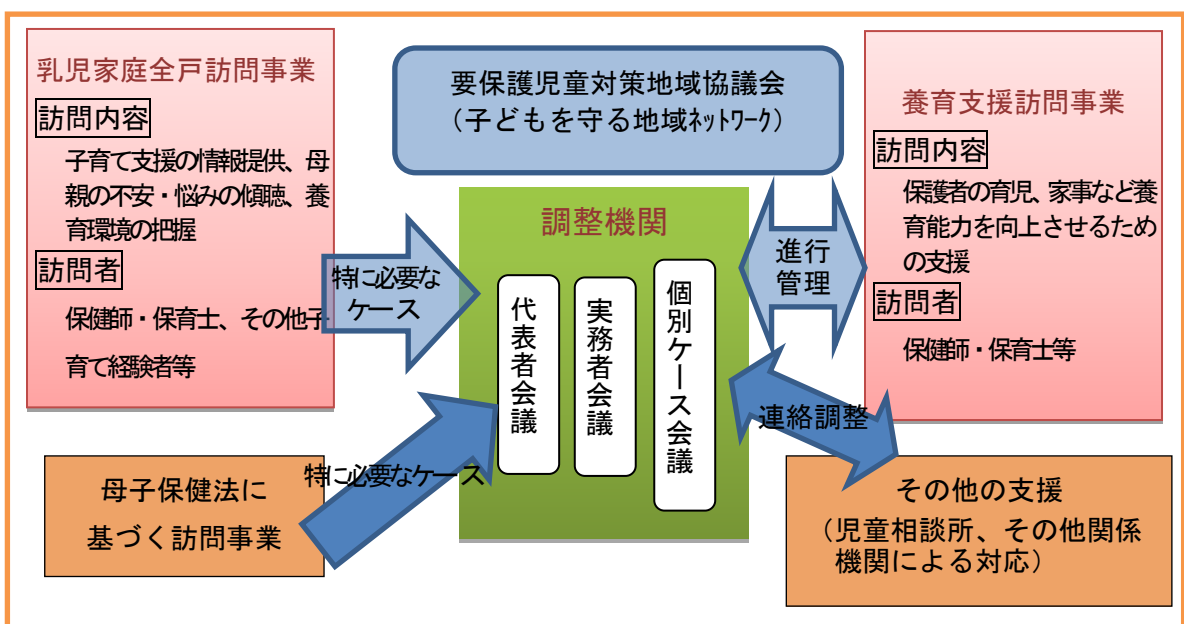 乳児家庭全戸訪問事業
訪問内容
子育て支援の情報提供、母
親の不安・悩みの傾聴、養
育環境の把握
訪問者
保健師・保育士、その他子
育て経験者等
特に必要な
ケース
母子保健法に
基づく訪問事業
特に必要なケース
要保護児童対策地域協議会
（子どもを守る地域ネットワーク）
調整機関
代表者会議
実務者会議
個別ケース会議
進行
管理
連絡調整
養育支援訪問事業
訪問内容
保護者の育児、家事など養
育能力を向上させるため
の支援
訪問者
保健師・保育士等
その他の支援
（児童相談所、その他関係
機関による対応）